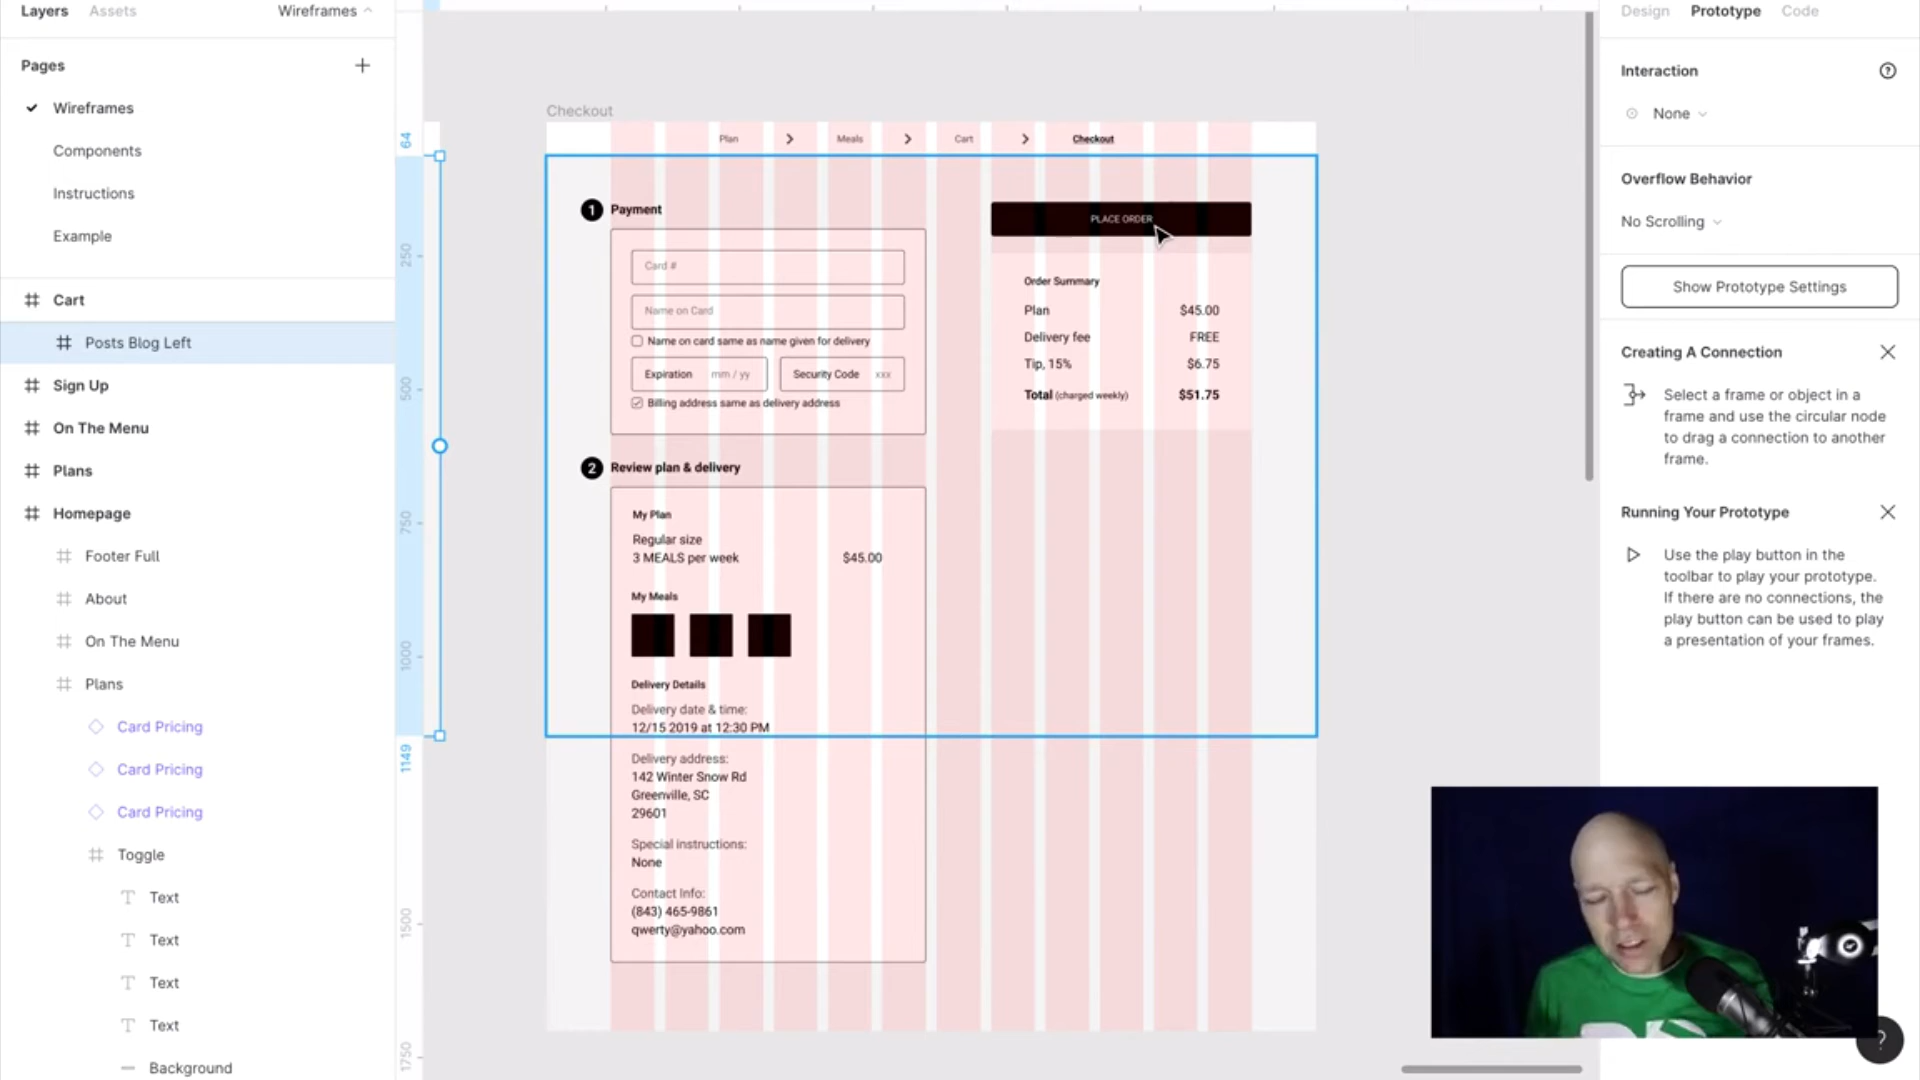 Layers Assets Wireframes
Pages
Wireframes
Components
Instructions
Example
Cart
Posts Blog Left
Sign Up
On The Menu
Plans
Homepage
Footer Full
About
On The Menu
Plans
Card Pricing
Card Pricing
Card Pricing
Toggle
Text
Text
Text
Text
Background
64
250
500
750
1000
1149
1500
1750
Checkout
Plan Meals Cart Checkout
1 Payment
Card #
Name on Card
Name on card same as name given for delivery
Expiration mm / yy Security Code xxx
Billing address same as delivery address
2 Review plan & delivery
My Plan
Regular size
3 MEALS per week $45.00
My Meals
Delivery Details
Delivery date & time:
12/15 2019 at 12:30 PM
Delivery address:
142 Winter Snow Rd
Greenville, SC
29601
Special instructions:
None
Contact Info:
(843) 465-9861
qwerty@yahoo.com
PLACE ORDER
Order Summary
Plan $45.00
Delivery fee FREE
Tip, 15% $6.75
Total (charged weekly) $51.75
Design Prototype Code
Interaction
None
Overflow Behavior
No Scrolling
Show Prototype Settings
Creating A Connection
Select a frame or object in a
frame and use the circular node
to drag a connection to another
frame.
Running Your Prototype
Use the play button in the
toolbar to play your prototype.
If there are no connections, the
play button can be used to play
a presentation of your frames.
?